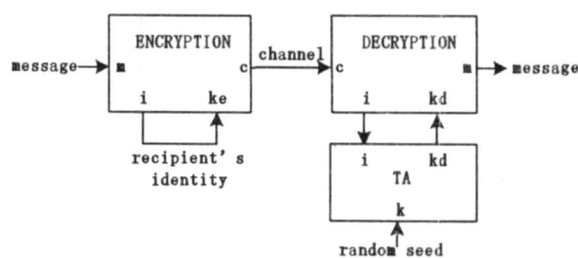 ENCRYPTION
DECRYPTION
channel
message
m
c
c
m
message
i
ke
i
kd
recipient's
identity
i
kd
TA
k
random seed